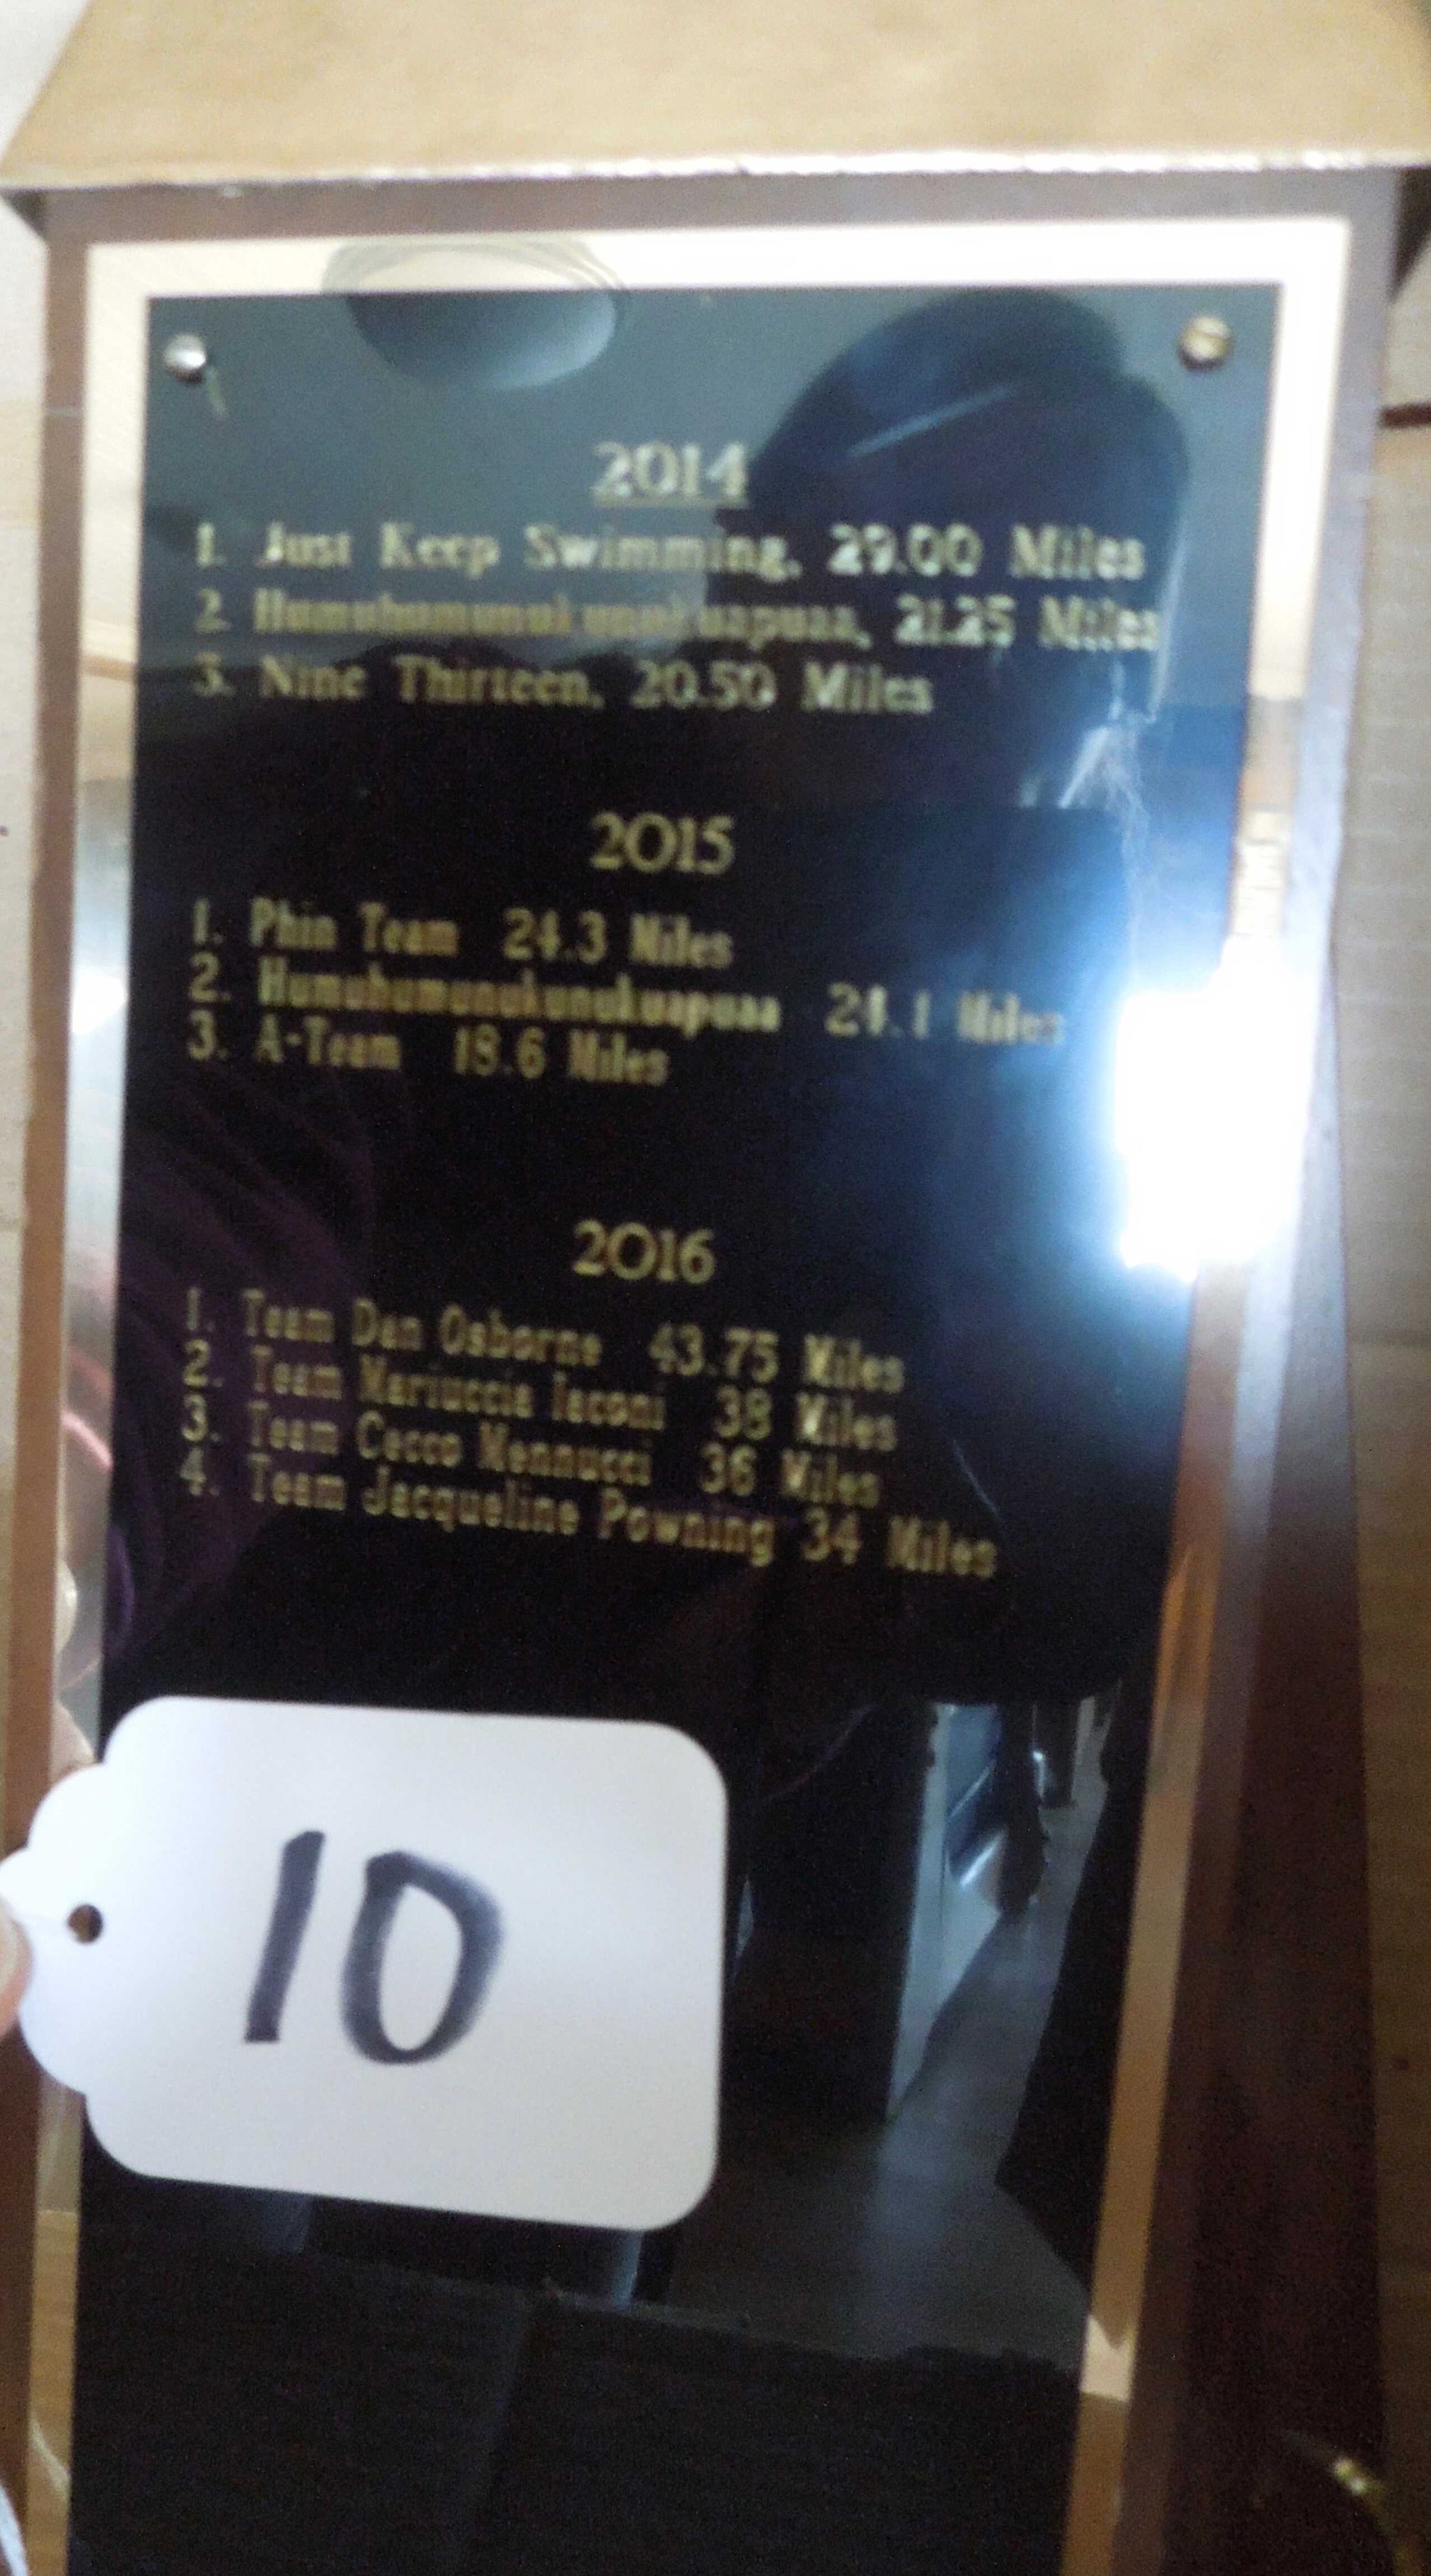 2014
1. Just Keep Swimming, 29.00 Miles
2. Humuhumunukunukuapuaa, 21.25 Miles
3. Nine Thirteen, 20.50 Miles
2015
1. Phin Team 24.3 Miles
2. Humuhumunukunukuapuaa 24.1 Miles
3. A-Team 18.6 Miles
2016
1. Team Dan Osborne 43.75 Miles
2. Team Mariuccia Iaconi 38 Miles
3. Team Cecco Mennucci 36 Miles
4. Team Jacqueline Powning 34 Miles
10